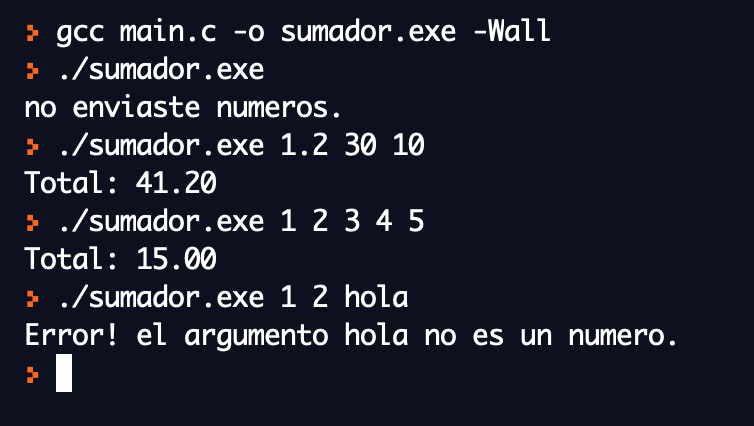 > gcc main.c -o sumador.exe -Wall
> ./sumador.exe
no enviaste numeros.
> ./sumador.exe 1.2 30 10
Total: 41.20
> ./sumador.exe 1 2 3 4 5
Total: 15.00
> ./sumador.exe 1 2 hola
Error! el argumento hola no es un numero.
>